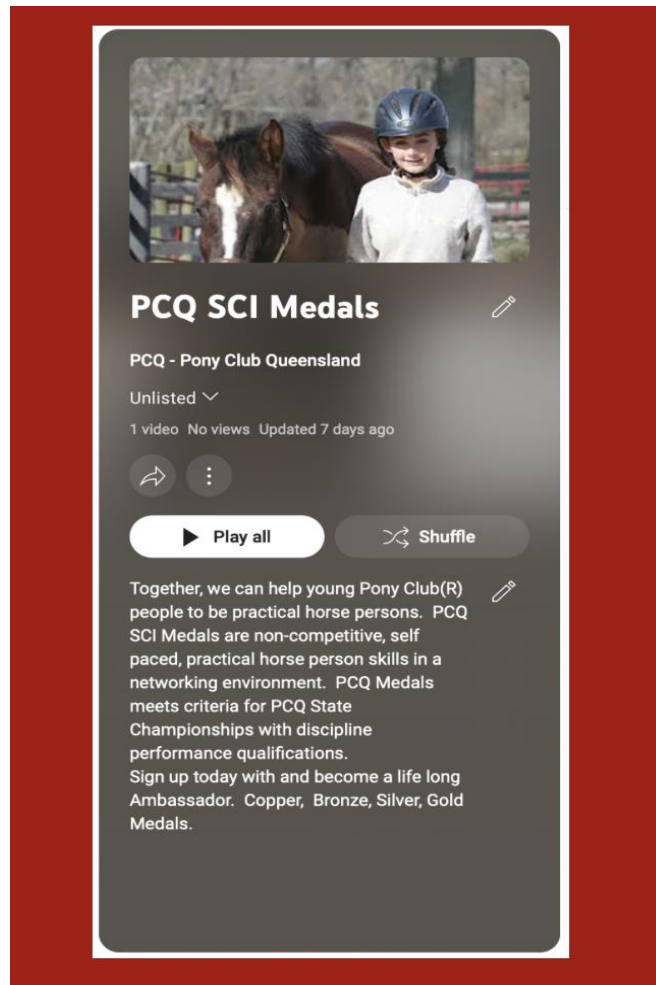 PCQ SCI Medals
PCQ - Pony Club Queensland
Unlisted
1 video No views Updated 7 days ago
Play all
Shuffle
Together, we can help young Pony Club(R)
people to be practical horse persons.  PCQ
SCI Medals are non-competitive, self
paced, practical horse person skills in a
networking environment.  PCQ Medals
meets criteria for PCQ State
Championships with discipline
performance qualifications.
Sign up today with and become a life long
Ambassador.  Copper,  Bronze, Silver, Gold
Medals.